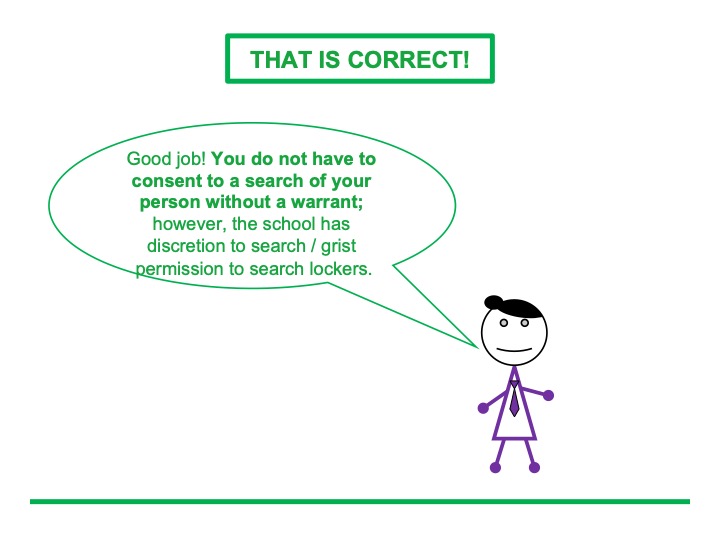 THAT IS CORRECT!
Good job! You do not have to
consent to a search of your
person without a warrant;
however, the school has
discretion to search / grist
permission to search lockers.